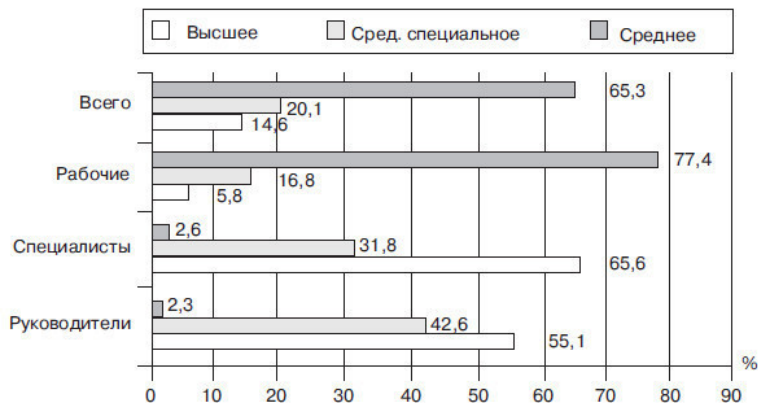 Высшее Сред. специальное Среднее
Всего
65,3
20,1
14,6
Рабочие
77,4
16,8
5,8
Специалисты
2,6
31,8
65,6
Руководители
2,3
42,6
55,1
%
0 10 20 30 40 50 60 70 80 90